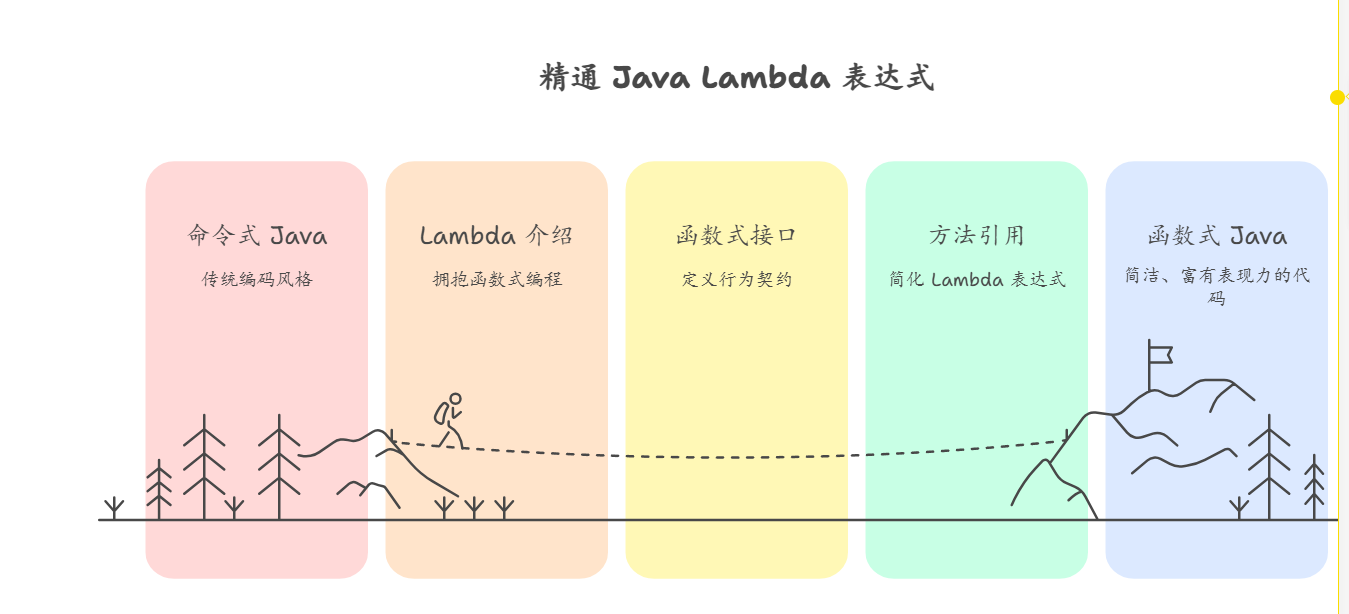 精通 Java Lambda 表达式
命令式 Java
传统编码风格
Lambda 介绍
拥抱函数式编程
函数式接口
定义行为契约
方法引用
简化 Lambda 表达式
函数式 Java
简洁、富有表现力的代
码